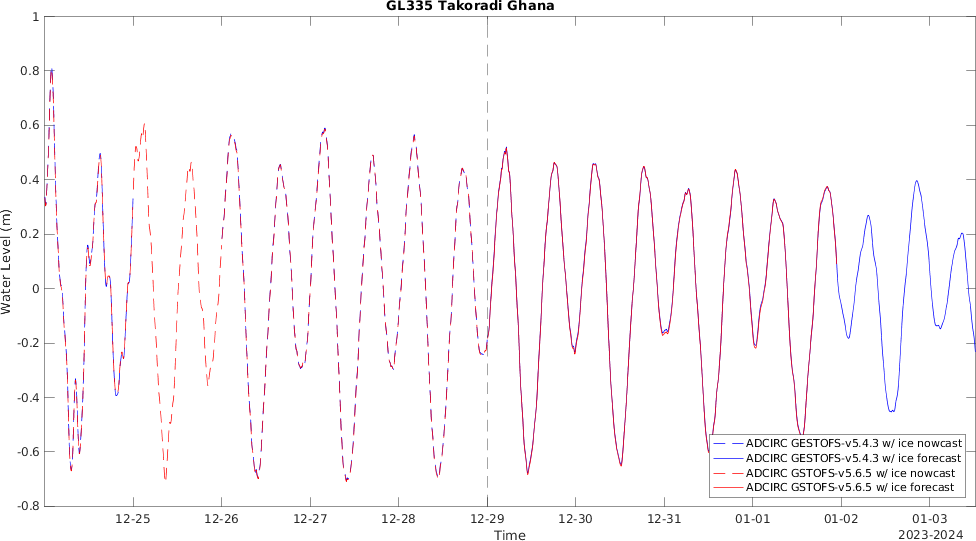 GL335 Takoradi Ghana
1
0.8
0.6
0.4
0.2
0
-0.2
-0.4
-0.6
-0.8
Water Level (m)
ADCIRC GESTOFS-v5.4.3 w/ ice nowcast
ADCIRC GESTOFS-v5.4.3 w/ ice forecast
ADCIRC GSTOFS-v5.6.5 w/ ice nowcast
ADCIRC GSTOFS-v5.6.5 w/ ice forecast
12-25 12-26 12-27 12-28 12-29 12-30 12-31 01-01 01-02 01-03
Time
2023-2024